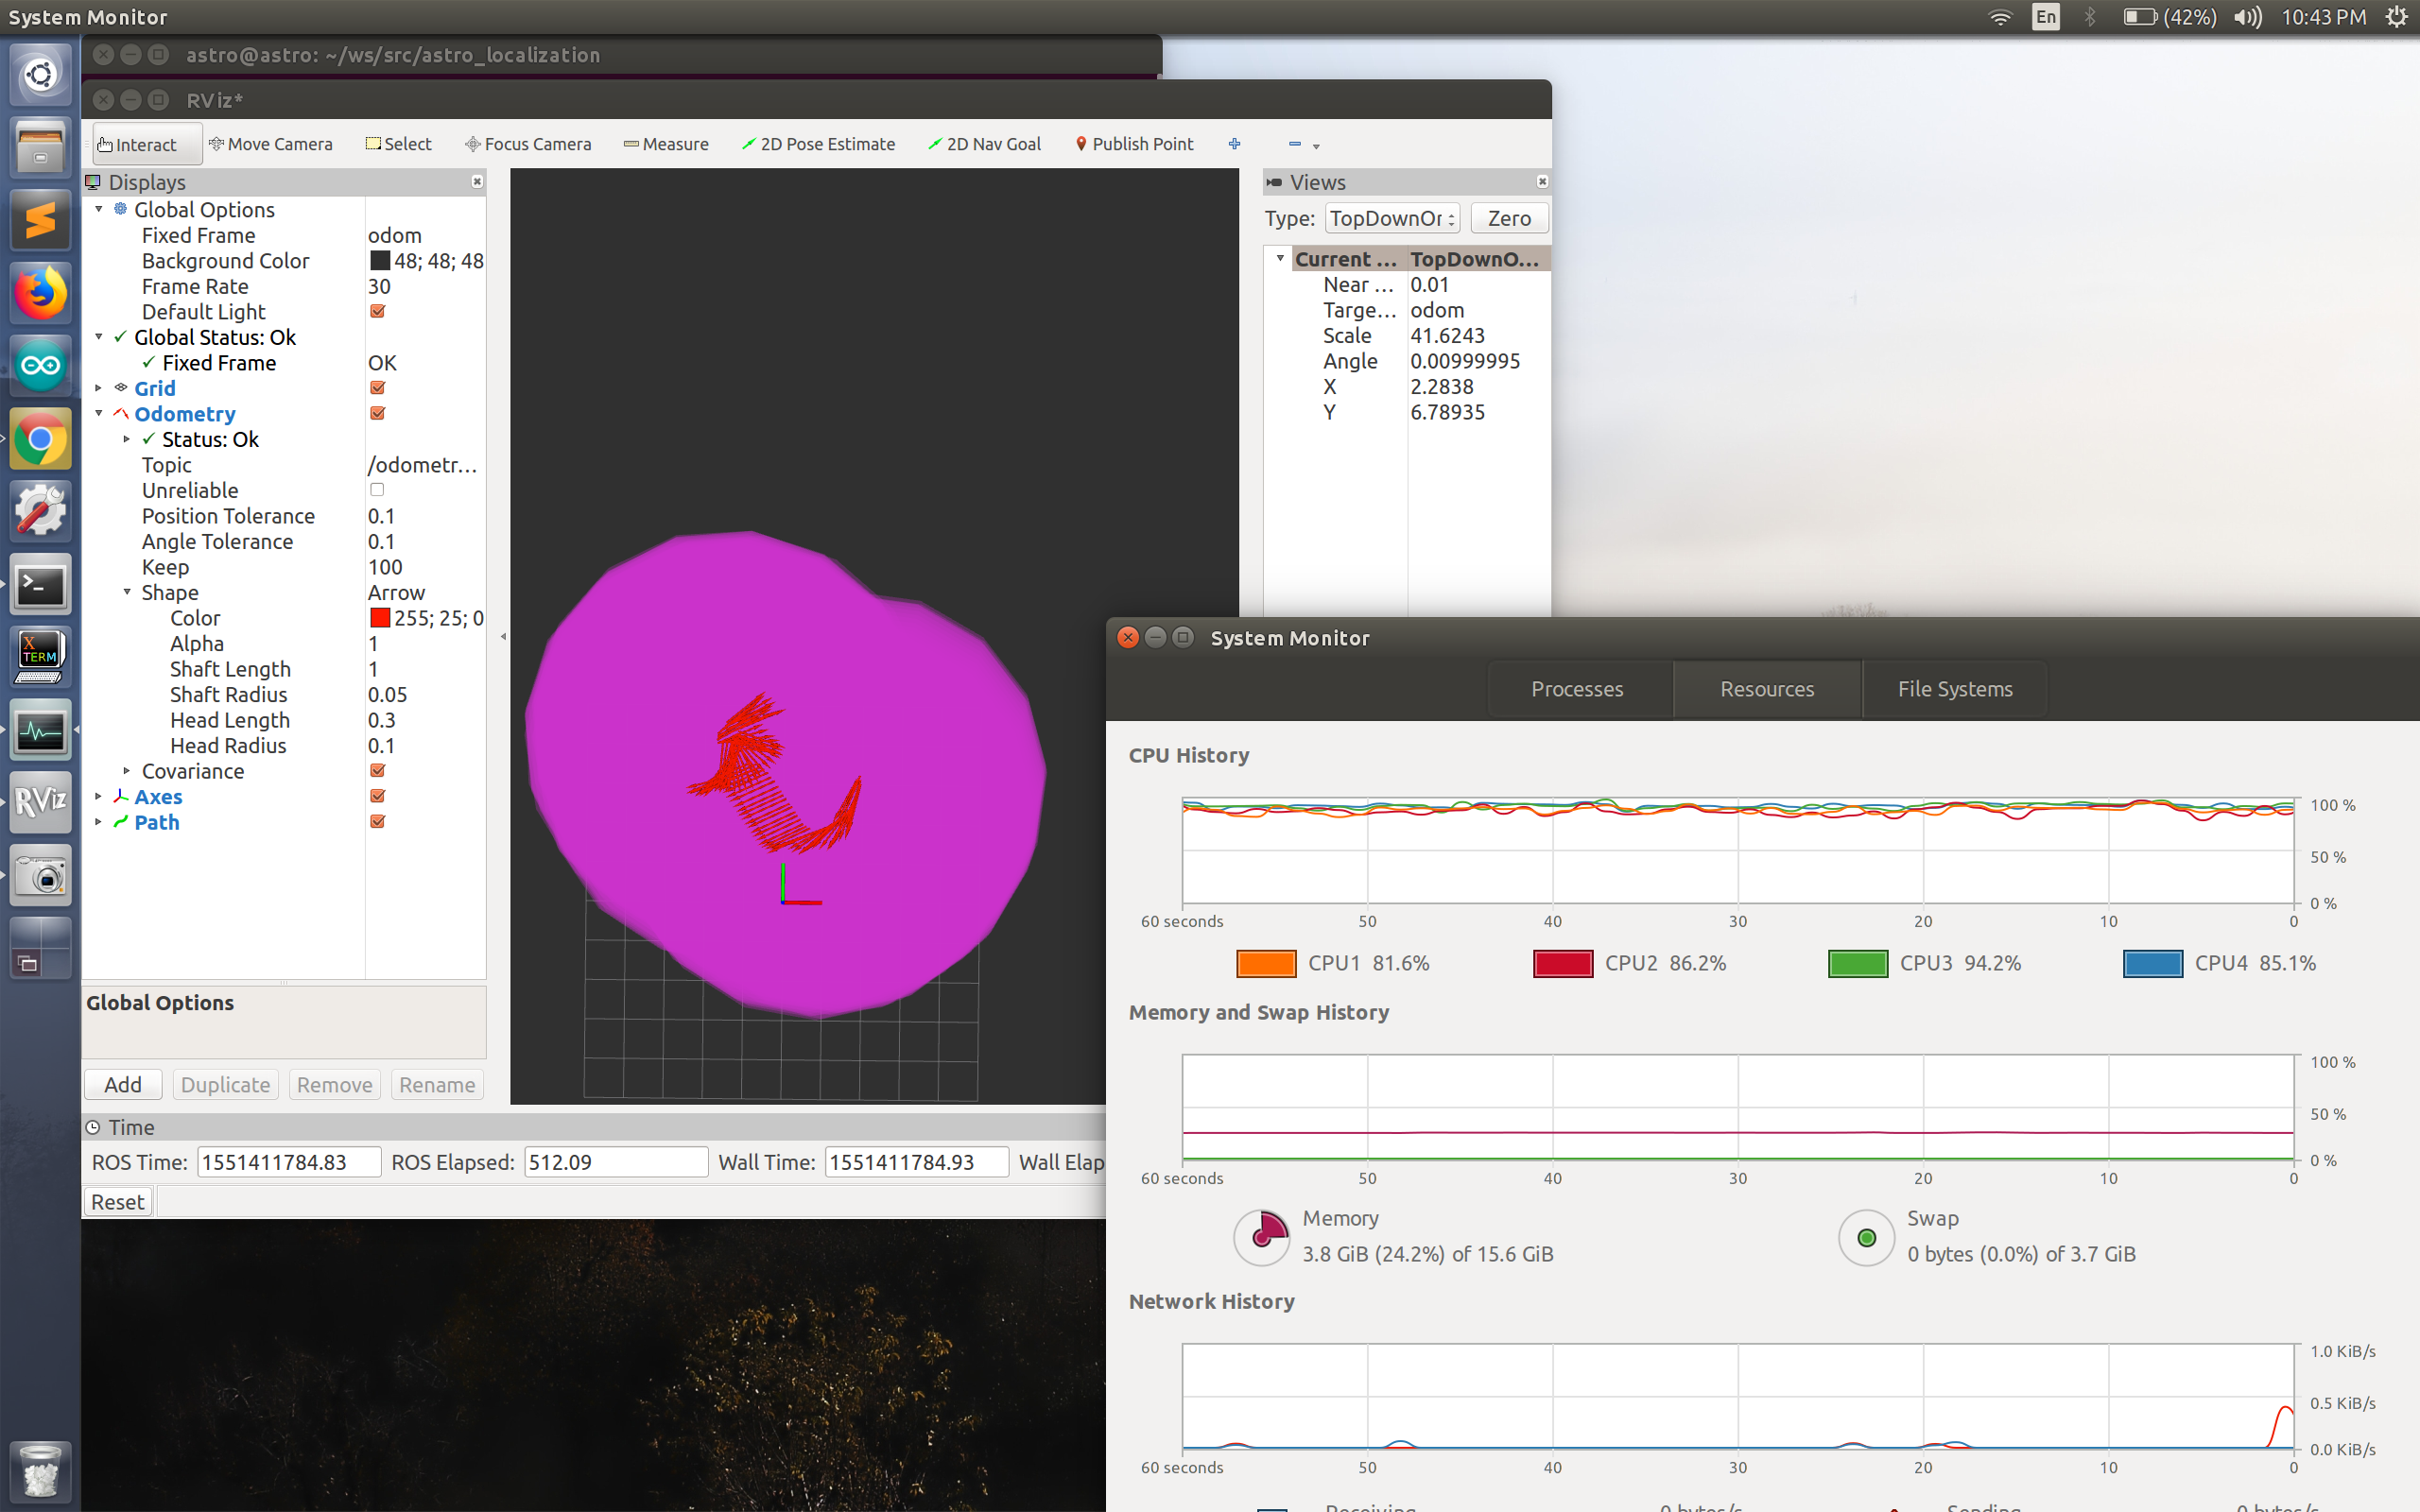 System Monitor
En
(42%)
10:43 PM
astro@astro: ~/ws/src/astro_localization
RViz*
Interact
Move Camera
Select
Focus Camera
Measure
2D Pose Estimate
2D Nav Goal
Publish Point
Displays
Global Options
Fixed Frame odom
Background Color 48; 48; 48
Frame Rate 30
Default Light
Global Status: Ok
Fixed Frame OK
Grid
Odometry
Status: Ok
Topic /odometr...
Unreliable
Position Tolerance 0.1
Angle Tolerance 0.1
Keep 100
Shape Arrow
Color 255; 25; 0
Alpha 1
Shaft Length 1
Shaft Radius 0.05
Head Length 0.3
Head Radius 0.1
Covariance
Axes
Path
Global Options
Add Duplicate Remove Rename
Views
Type: TopDownOr Zero
Current ... TopDownO...
Near ... 0.01
Targe... odom
Scale 41.6243
Angle 0.00999995
X 2.2838
Y 6.78935
Time
ROS Time: 1551411784.83 ROS Elapsed: 512.09 Wall Time: 1551411784.93 Wall Elap
Reset
X
TERM
RViz
System Monitor
Processes Resources File Systems
CPU History
100 %
50 %
0 %
60 seconds 50 40 30 20 10 0
CPU1 81.6% CPU2 86.2% CPU3 94.2% CPU4 85.1%
Memory and Swap History
100 %
50 %
0 %
60 seconds 50 40 30 20 10 0
Memory
3.8 GiB (24.2%) of 15.6 GiB
Swap
0 bytes (0.0%) of 3.7 GiB
Network History
1.0 KiB/s
0.5 KiB/s
0.0 KiB/s
60 seconds 50 40 30 20 10 0
Receiving 0 bytes/s Sending 0 bytes/s